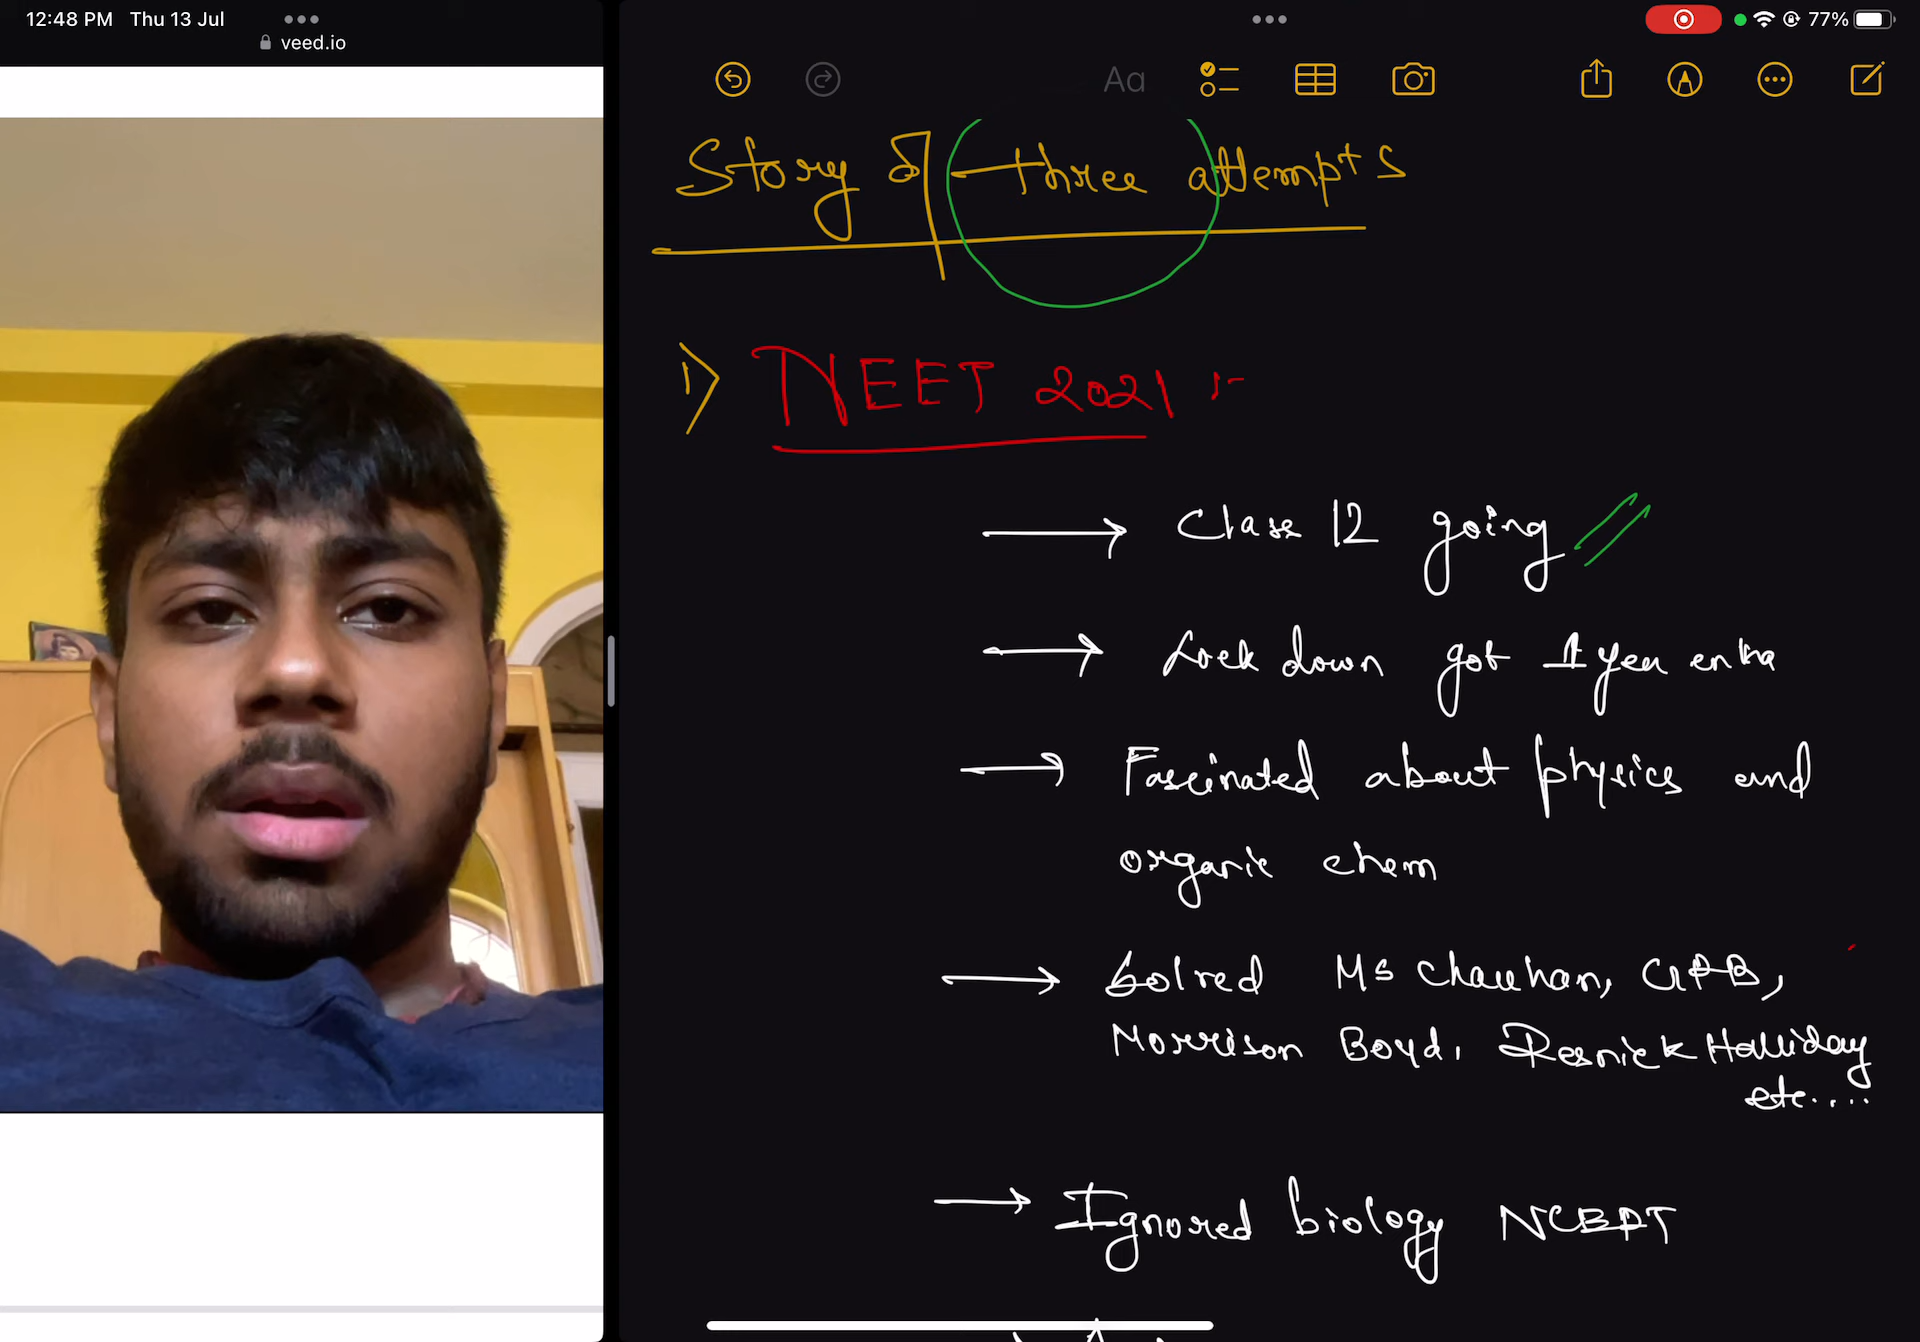 12:48 PM Thu 13 Jul
veed.io
77%
Aa
Story of three attempts
1) NEET 2021 :-
→ Class 12 going
→ Lock down got 1 year extra
→ Fascinated about physics and
organic chem
→ Solved Ms Chauhan, GRB,
Morrison Boyd, Resnick Halliday
etc....
→ Ignored biology NCERT